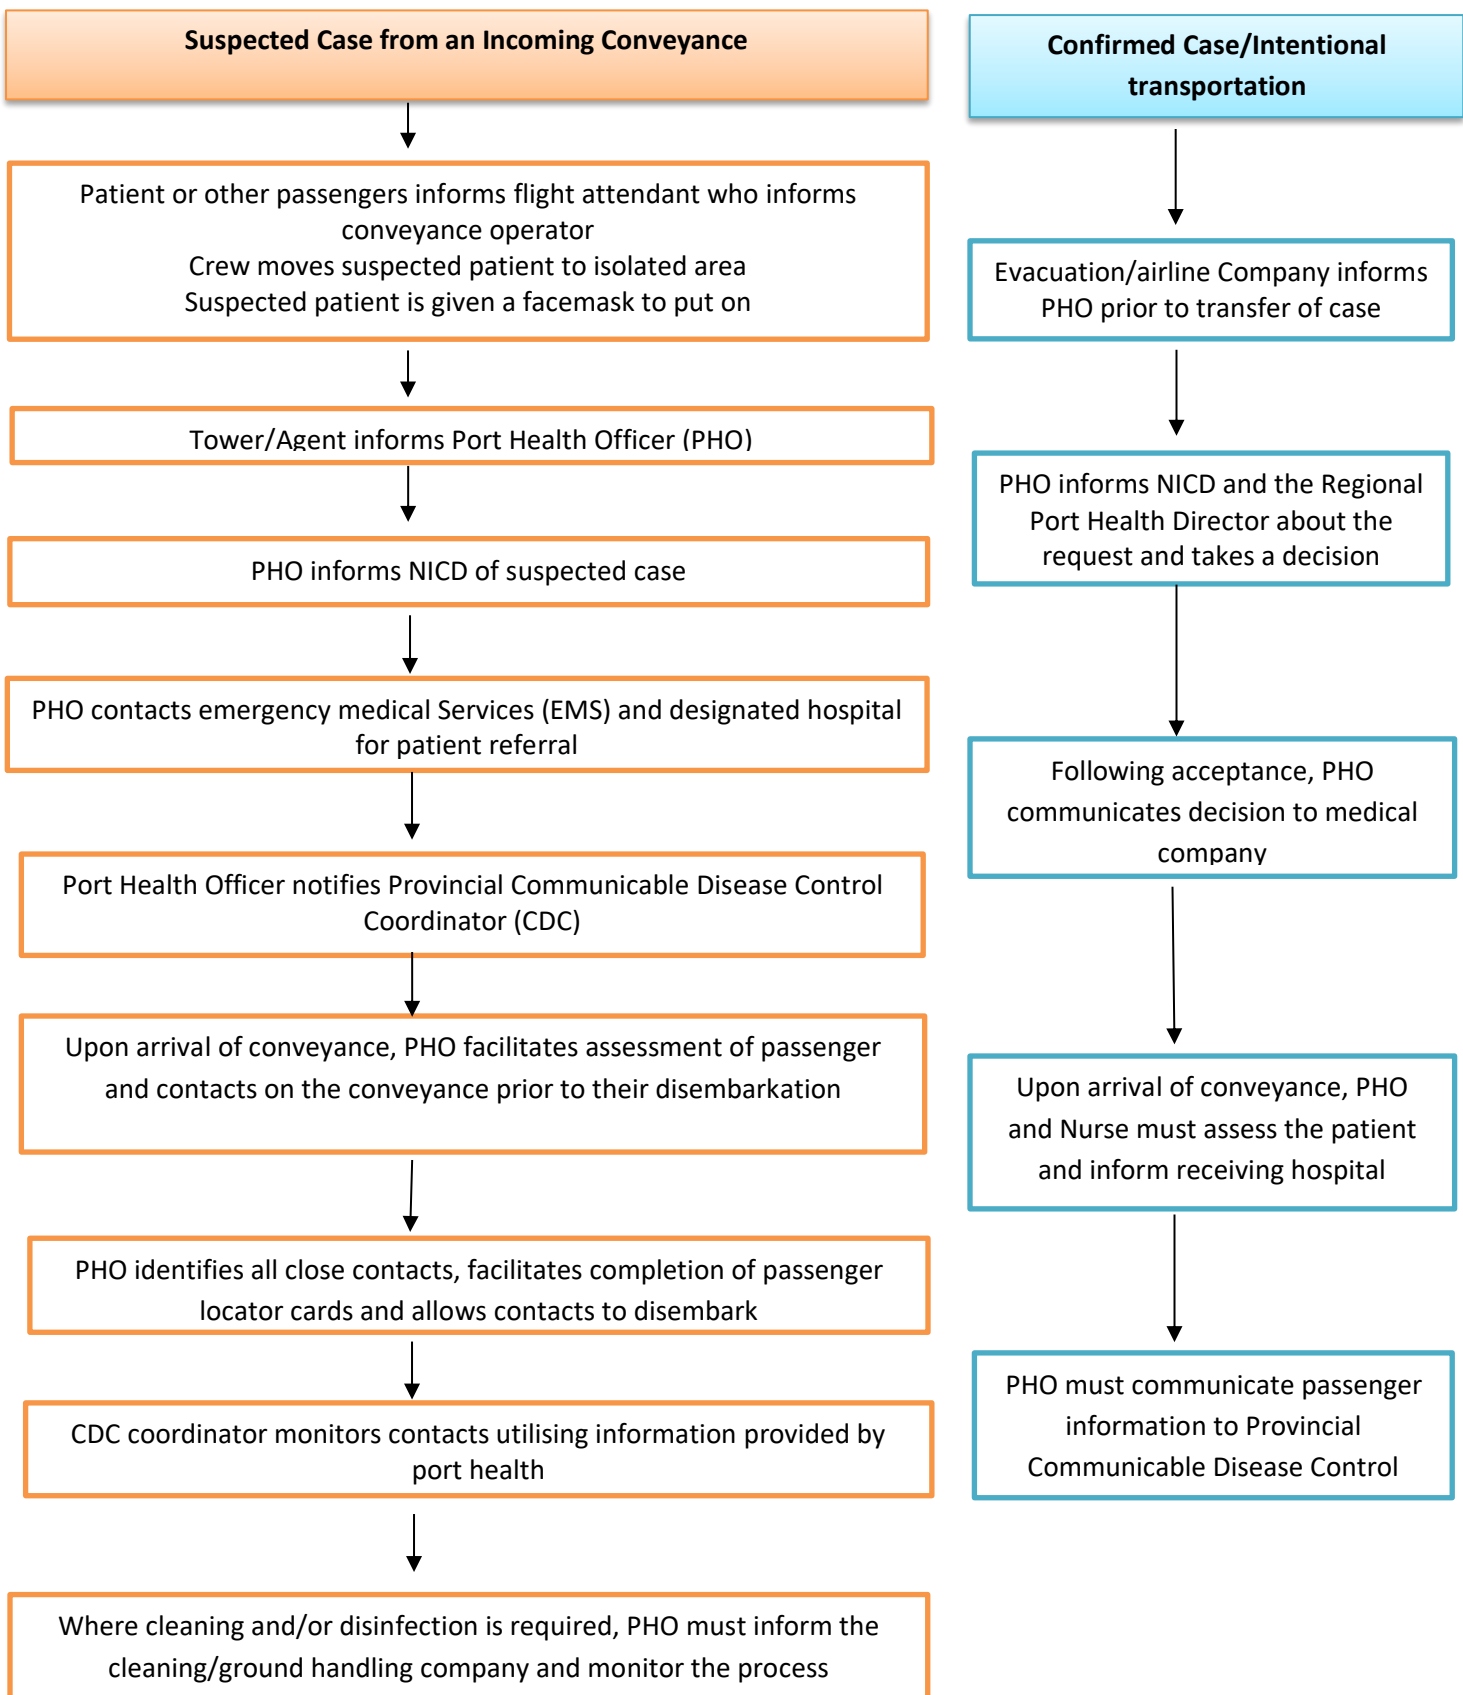 Suspected Case from an Incoming Conveyance
Patient or other passengers informs flight attendant who informs
conveyance operator
Crew moves suspected patient to isolated area
Suspected patient is given a facemask to put on
Tower/Agent informs Port Health Officer (PHO)
PHO informs NICD of suspected case
PHO contacts emergency medical Services (EMS) and designated hospital
for patient referral
Port Health Officer notifies Provincial Communicable Disease Control
Coordinator (CDC)
Upon arrival of conveyance, PHO facilitates assessment of passenger
and contacts on the conveyance prior to their disembarkation
PHO identifies all close contacts, facilitates completion of passenger
locator cards and allows contacts to disembark
CDC coordinator monitors contacts utilising information provided by
port health
Where cleaning and/or disinfection is required, PHO must inform the
cleaning/ground handling company and monitor the process
Confirmed Case/Intentional
transportation
Evacuation/airline Company informs
PHO prior to transfer of case
PHO informs NICD and the Regional
Port Health Director about the
request and takes a decision
Following acceptance, PHO
communicates decision to medical
company
Upon arrival of conveyance, PHO
and Nurse must assess the patient
and inform receiving hospital
PHO must communicate passenger
information to Provincial
Communicable Disease Control